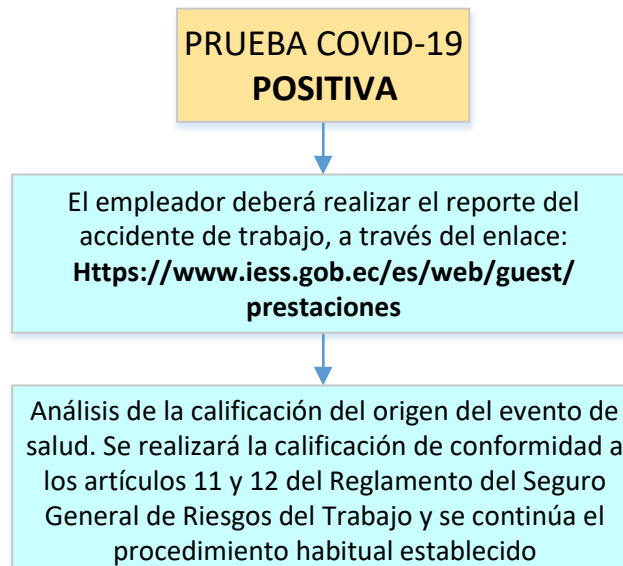 PRUEBA COVID-19
POSITIVA
El empleador deberá realizar el reporte del
accidente de trabajo, a través del enlace:
Https://www.iess.gob.ec/es/web/guest/
prestaciones
Análisis de la calificación del origen del evento de
salud. Se realizará la calificación de conformidad a
los artículos 11 y 12 del Reglamento del Seguro
General de Riesgos del Trabajo y se continúa el
procedimiento habitual establecido